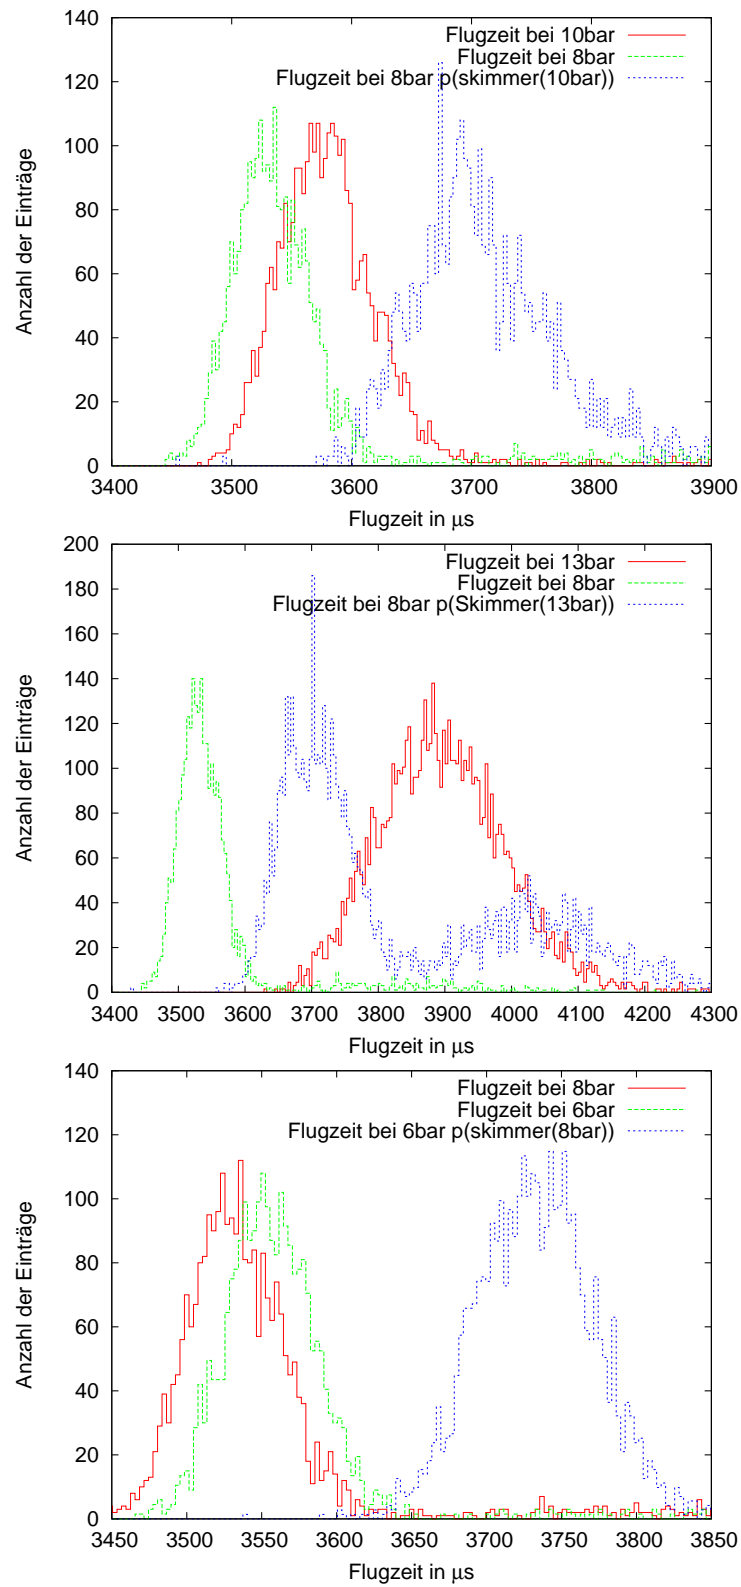 140
120
100
80
60
40
20
0
Anzahl der Einträge
Flugzeit bei 10bar
Flugzeit bei 8bar
Flugzeit bei 8bar p(skimmer(10bar))
3400 3500 3600 3700 3800 3900
Flugzeit in µs
200
180
160
140
120
100
80
60
40
20
0
Anzahl der Einträge
Flugzeit bei 13bar
Flugzeit bei 8bar
Flugzeit bei 8bar p(Skimmer(13bar))
3400 3500 3600 3700 3800 3900 4000 4100 4200 4300
Flugzeit in µs
140
120
100
80
60
40
20
0
Anzahl der Einträge
Flugzeit bei 8bar
Flugzeit bei 6bar
Flugzeit bei 6bar p(skimmer(8bar))
3450 3500 3550 3600 3650 3700 3750 3800 3850
Flugzeit in µs